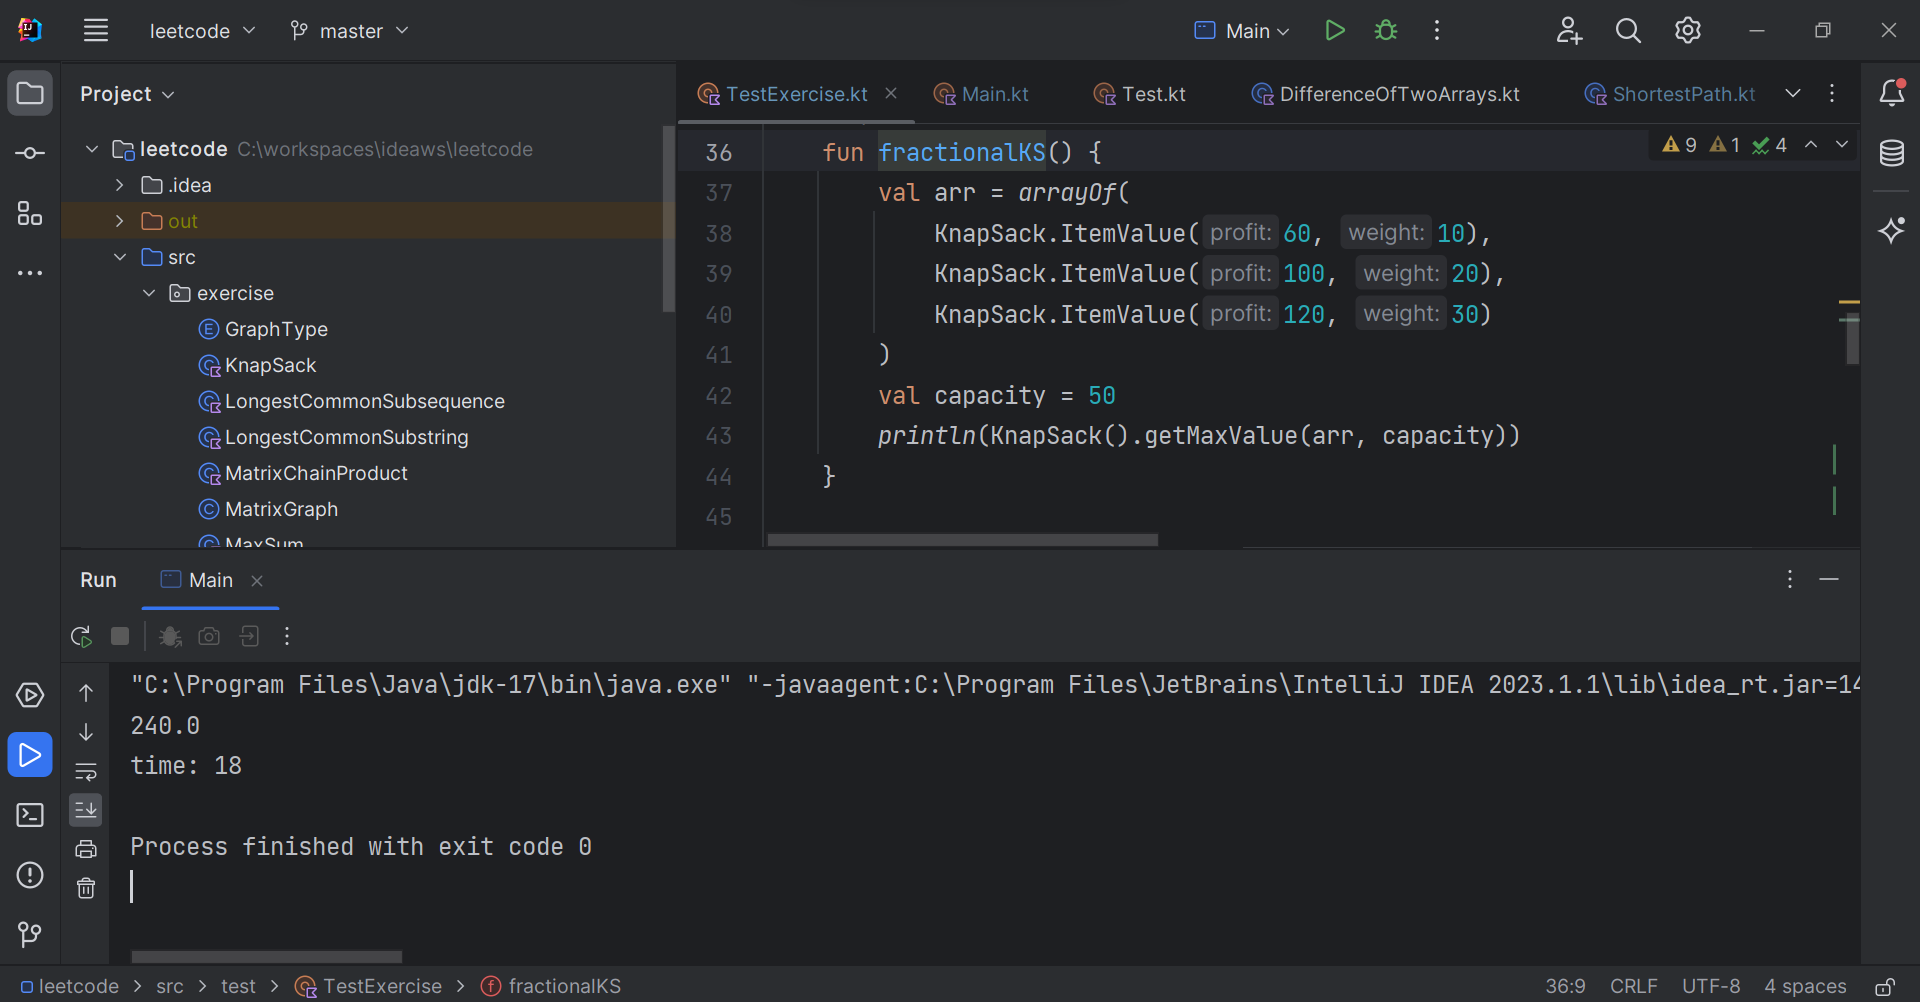 leetcode
master
Main
Project
leetcode C:\workspaces\ideaws\leetcode
.idea
out
src
exercise
GraphType
KnapSack
LongestCommonSubsequence
LongestCommonSubstring
MatrixChainProduct
MatrixGraph
MaxSum
TestExercise.kt
Main.kt
Test.kt
DifferenceOfTwoArrays.kt
ShortestPath.kt
9 1 4
36 fun fractionalKS() {
37 val arr = arrayOf(
38 KnapSack.ItemValue( profit: 60, weight: 10),
39 KnapSack.ItemValue( profit: 100, weight: 20),
40 KnapSack.ItemValue( profit: 120, weight: 30)
41 )
42 val capacity = 50
43 println(KnapSack().getMaxValue(arr, capacity))
44 }
45
Run
Main
"C:\Program Files\Java\jdk-17\bin\java.exe" "-javaagent:C:\Program Files\JetBrains\IntelliJ IDEA 2023.1.1\lib\idea_rt.jar=14
240.0
time: 18
Process finished with exit code 0
leetcode > src > test > TestExercise > fractionalKS
36:9 CRLF UTF-8 4 spaces